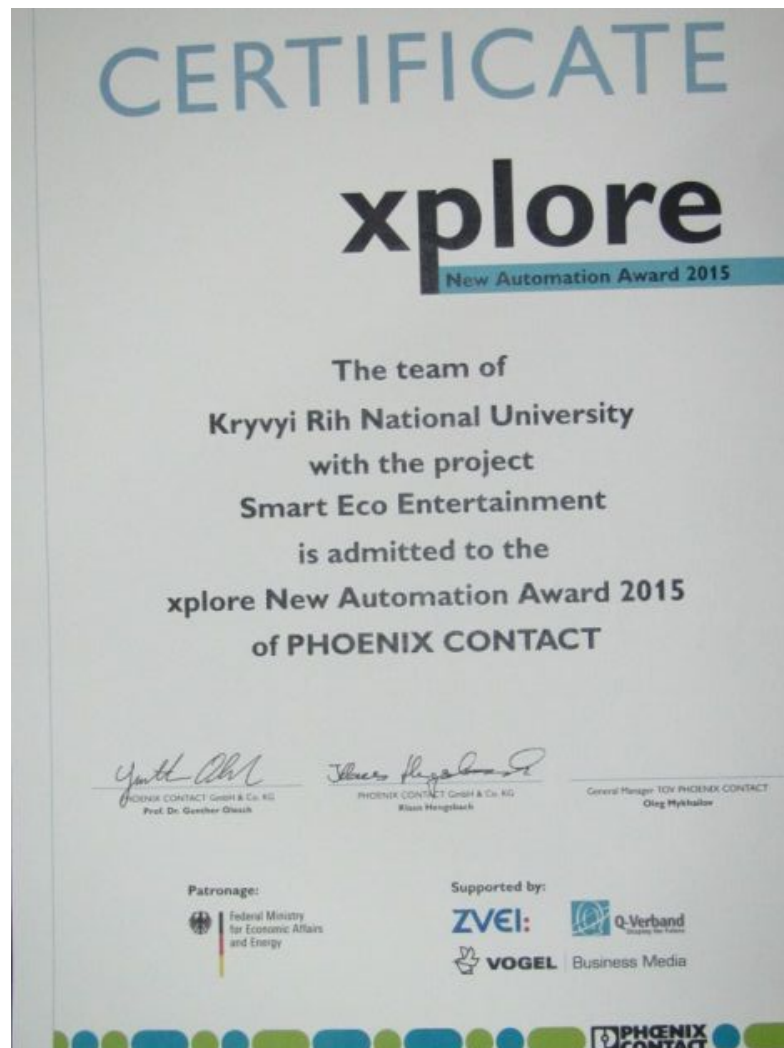 CERTIFICATE
xplore
New Automation Award 2015
The team of
Kryvyi Rih National University
with the project
Smart Eco Entertainment
is admitted to the
xplore New Automation Award 2015
of PHOENIX CONTACT
PHOENIX CONTACT GmbH & Co. KG
Prof. Dr. Gunther Olesch
PHOENIX CONTACT GmbH & Co. KG
Klaus Hengsbach
General Manager TOV PHOENIX CONTACT
Oleg Mykhailov
Patronage:
Federal Ministry
for Economic Affairs
and Energy
Supported by:
ZVEI:
Q-Verband
VOGEL Business Media
PHŒNIX
CONTACT